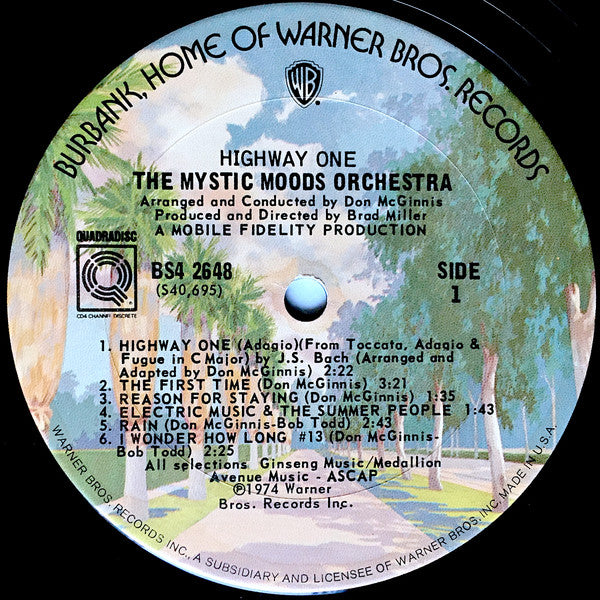 BURBANK, HOME OF WARNER BROS. RECORDS
WB
HIGHWAY ONE
THE MYSTIC MOODS ORCHESTRA
Arranged and Conducted by Don McGinnis
Produced and Directed by Brad Miller
A MOBILE FIDELITY PRODUCTION
QUADRADISC
CD4 CHANNEL DISCRETE
BS4 2648
(S40,695)
SIDE
1
1. HIGHWAY ONE (Adagio)(From Toccata, Adagio &
Fugue in C Major) by J.S. Bach (Arranged and
Adapted by Don McGinnis) 2:22
2. THE FIRST TIME (Don McGinnis) 3:21
3. REASON FOR STAYING (Don McGinnis) 1:35
4. ELECTRIC MUSIC & THE SUMMER PEOPLE 1:43
5. RAIN (Don McGinnis-Bob Todd) 2:43
6. I WONDER HOW LONG #13 (Don McGinnis-
Bob Todd) 2:25
All selections Ginseng Music/Medallion
Avenue Music - ASCAP
℗1974 Warner
Bros. Records Inc.
WARNER BROS. RECORDS INC., A SUBSIDIARY AND LICENSEE OF WARNER BROS. INC. MADE IN U.S.A.